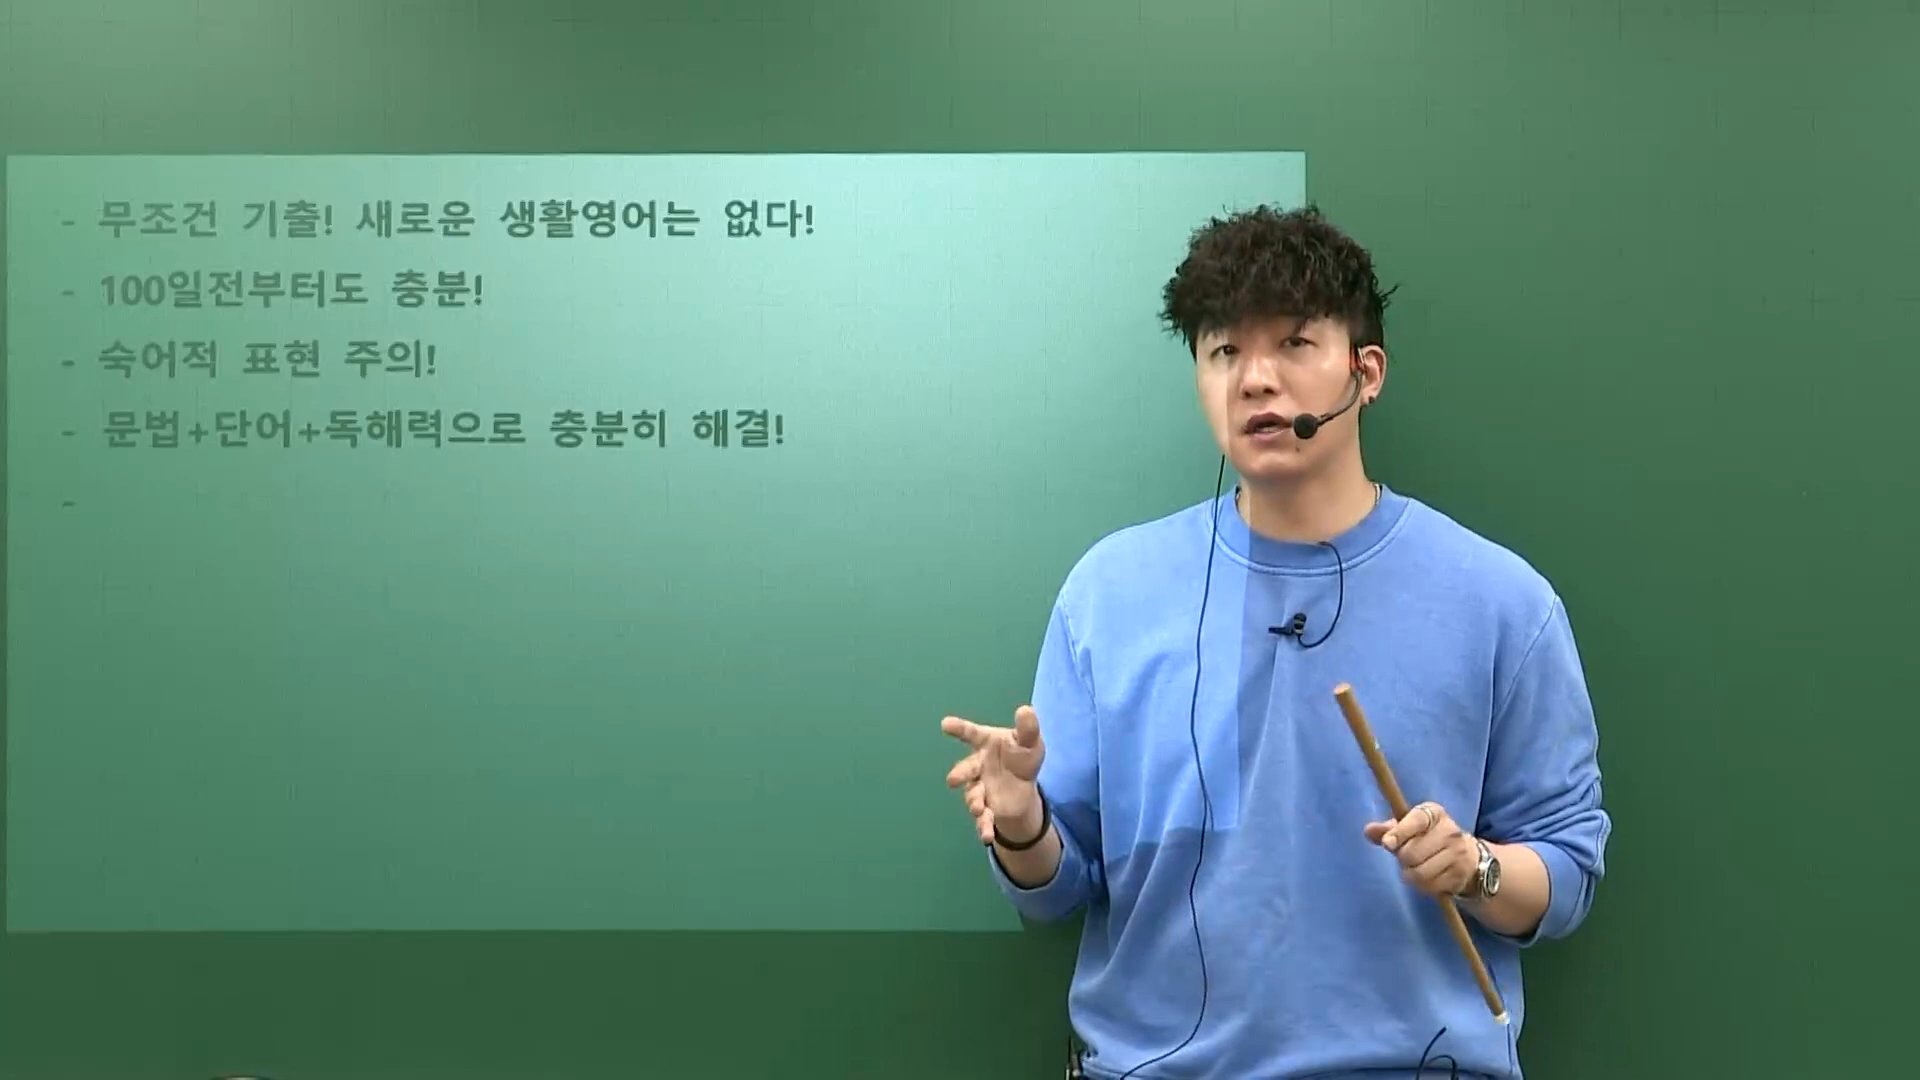 - 무조건 기출! 새로운 생활영어는 없다!
- 100일전부터도 충분!
- 숙어적 표현 주의!
- 문법+단어+독해력으로 충분히 해결!
-